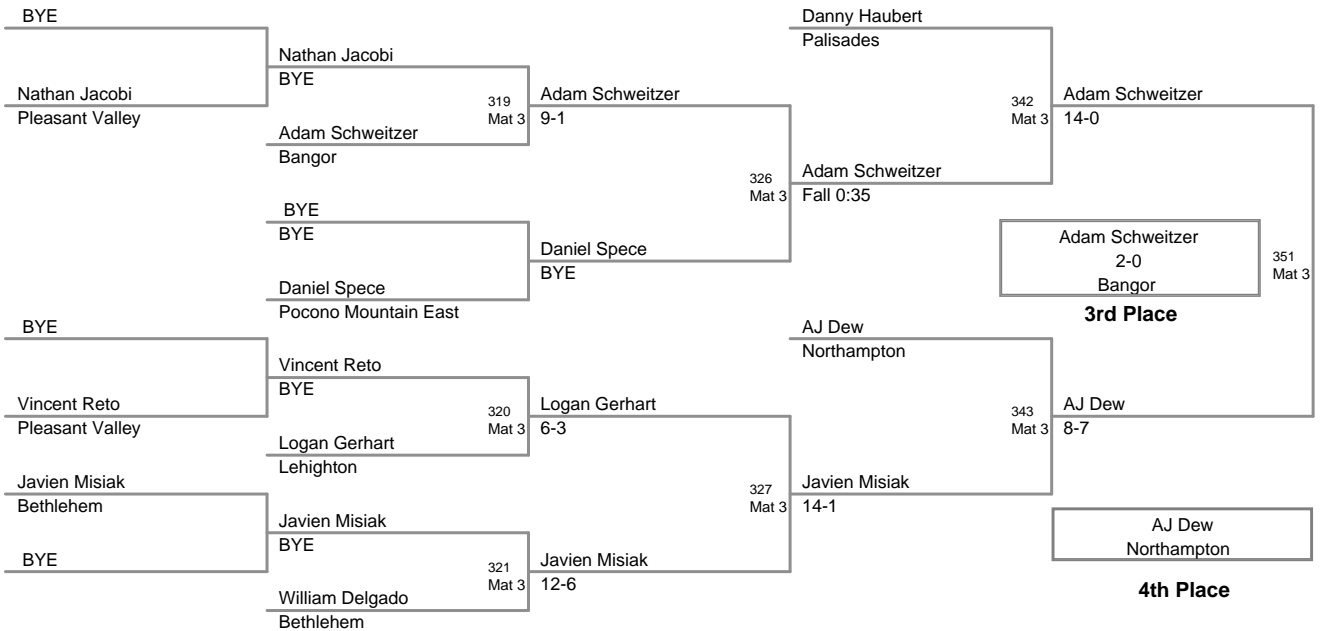 BYE
Danny Haubert
Palisades
Nathan Jacobi
BYE
Nathan Jacobi
Pleasant Valley
319
Mat 3
Adam Schweitzer
9-1
342
Mat 3
Adam Schweitzer
14-0
Adam Schweitzer
Bangor
326
Mat 3
Adam Schweitzer
Fall 0:35
BYE
BYE
Daniel Spece
BYE
Adam Schweitzer
2-0
Bangor
351
Mat 3
3rd Place
Daniel Spece
Pocono Mountain East
BYE
AJ Dew
Northampton
Vincent Reto
BYE
Vincent Reto
Pleasant Valley
320
Mat 3
Logan Gerhart
6-3
343
Mat 3
AJ Dew
8-7
Logan Gerhart
Lehighton
Javien Misiak
Bethlehem
327
Mat 3
Javien Misiak
14-1
Javien Misiak
BYE
AJ Dew
Northampton
4th Place
BYE
321
Mat 3
Javien Misiak
12-6
William Delgado
Bethlehem